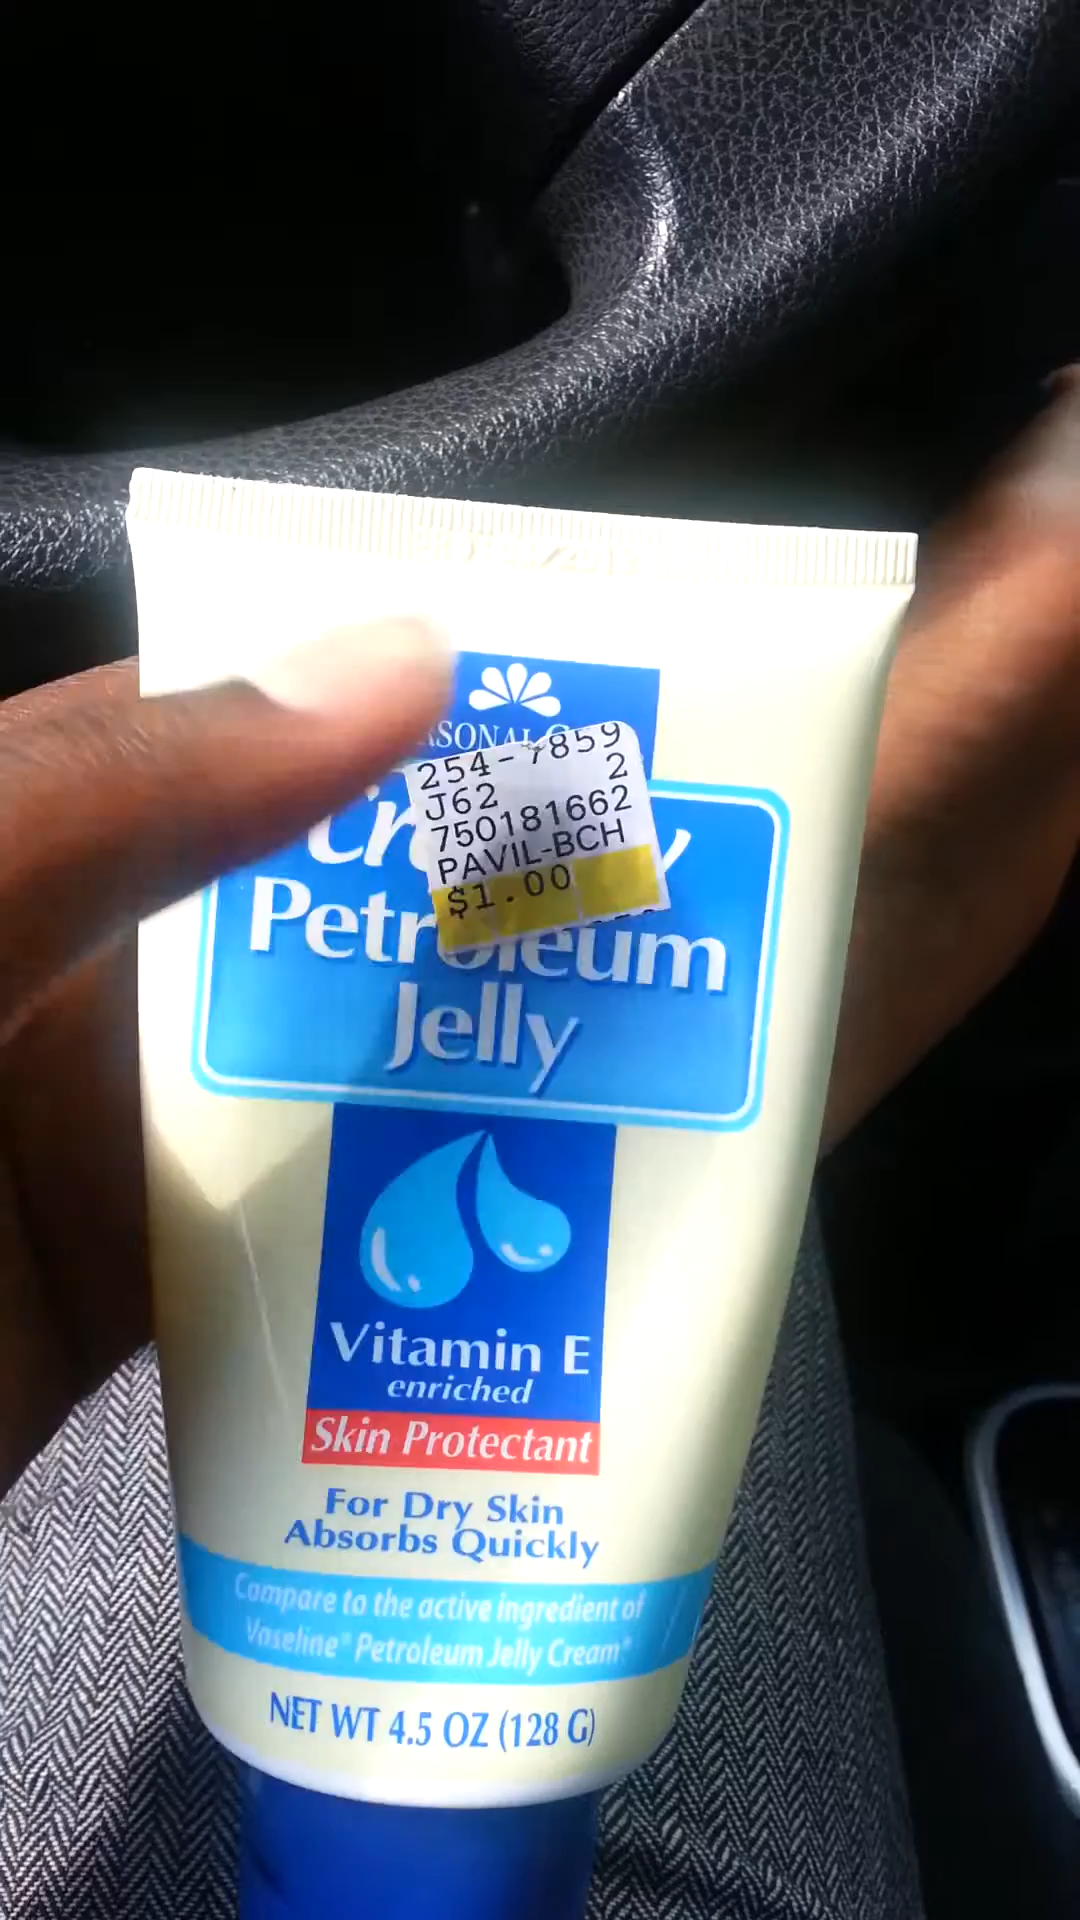 254-7859
2
J62
750181662
PAVIL-BCH
$1.00
Petroleum
Jelly
Vitamin E
enriched
Skin Protectant
For Dry Skin
Absorbs Quickly
Compare to the active ingredient of
Vaseline® Petroleum Jelly Cream*
NET WT 4.5 OZ (128 G)